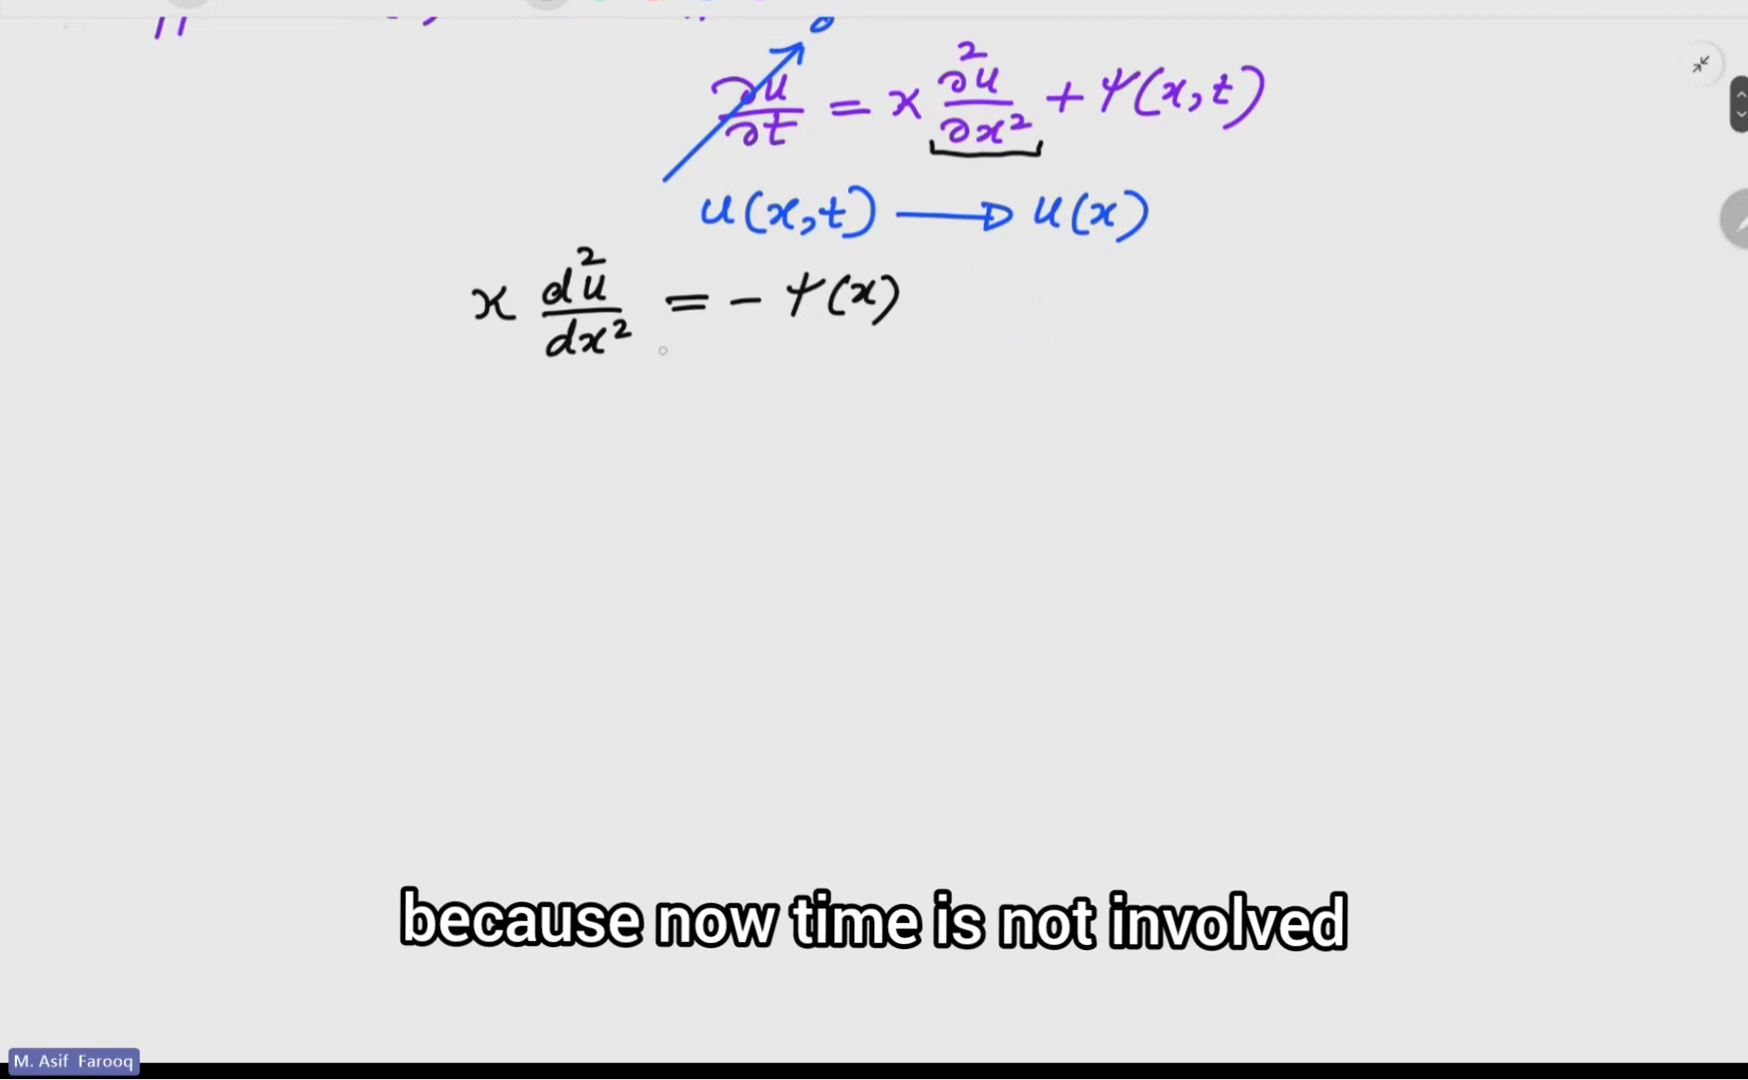 ∂u/∂t = x ∂²u/∂x² + Ψ(x,t)
u(x,t) → u(x)
x d²u/dx² = - Ψ(x)
because now time is not involved
M. Asif Farooq